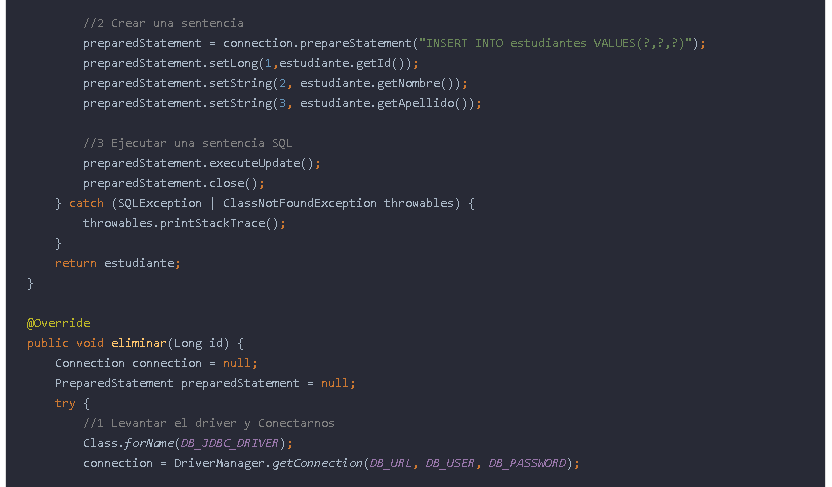 //2 Crear una sentencia
preparedStatement = connection.prepareStatement("INSERT INTO estudiantes VALUES(?,?,?)");
preparedStatement.setLong(1,estudiante.getId());
preparedStatement.setString(2, estudiante.getNombre());
preparedStatement.setString(3, estudiante.getApellido());
//3 Ejecutar una sentencia SQL
preparedStatement.executeUpdate();
preparedStatement.close();
} catch (SQLException | ClassNotFoundException throwables) {
throwables.printStackTrace();
}
return estudiante;
}
@Override
public void eliminar(Long id) {
Connection connection = null;
PreparedStatement preparedStatement = null;
try {
//1 Levantar el driver y Conectarnos
Class.forName(DB_JDBC_DRIVER);
connection = DriverManager.getConnection(DB_URL, DB_USER, DB_PASSWORD);